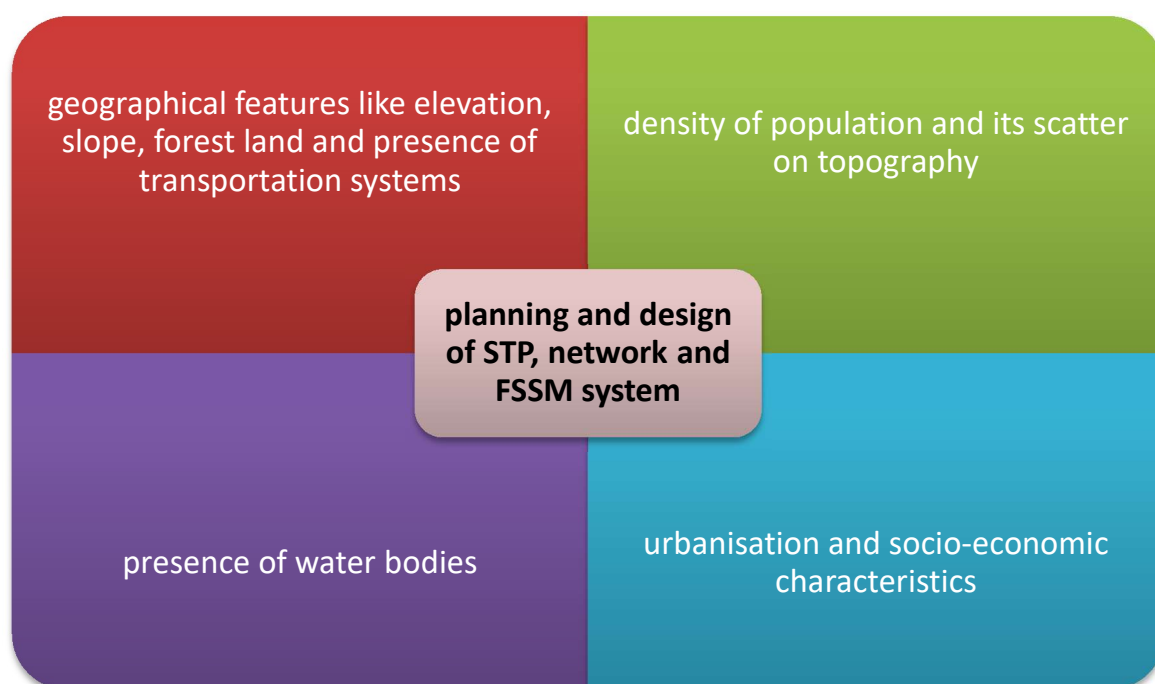 geographical features like elevation,
slope, forest land and presence of
transportation systems
density of population and its scatter
on topography
planning and design
of STP, network and
FSSM system
presence of water bodies
urbanisation and socio-economic
characteristics